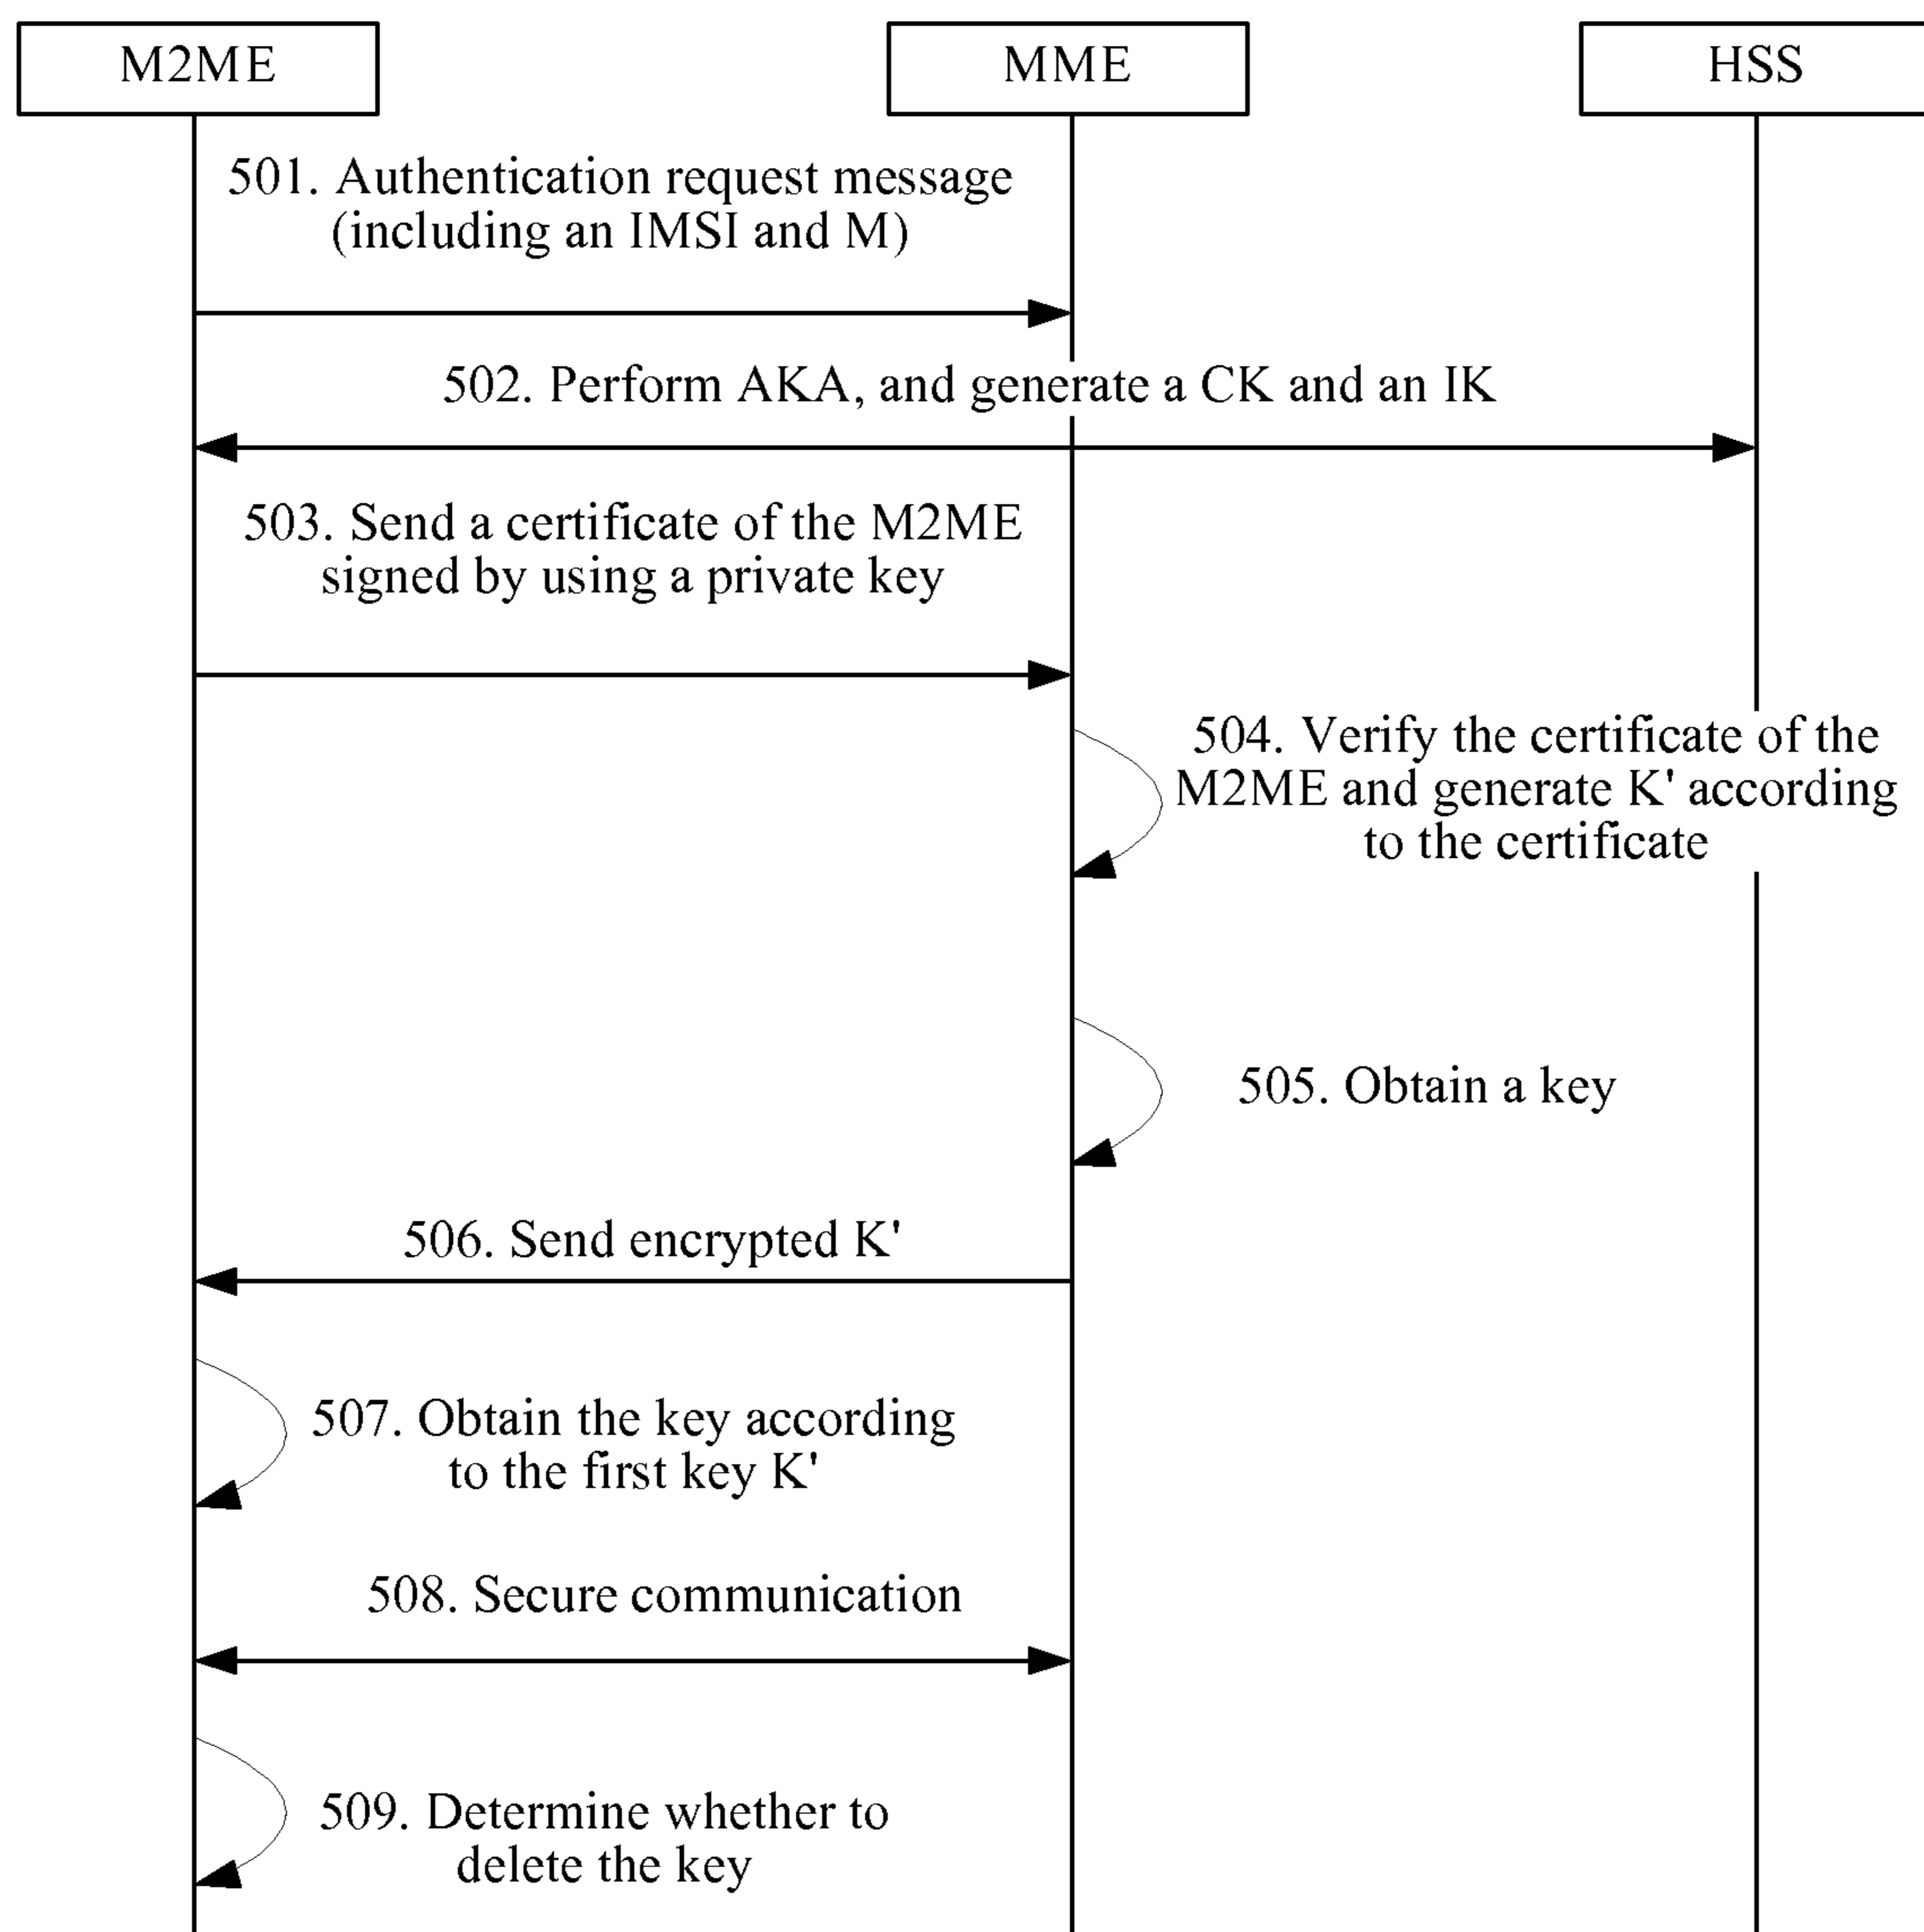 M2ME
MME
HSS
501. Authentication request message
(including an IMSI and M)
502. Perform AKA, and generate a CK and an IK
503. Send a certificate of the M2ME
signed by using a private key
504. Verify the certificate of the
M2ME and generate K' according
to the certificate
505. Obtain a key
506. Send encrypted K'
507. Obtain the key according
to the first key K'
508. Secure communication
509. Determine whether to
delete the key